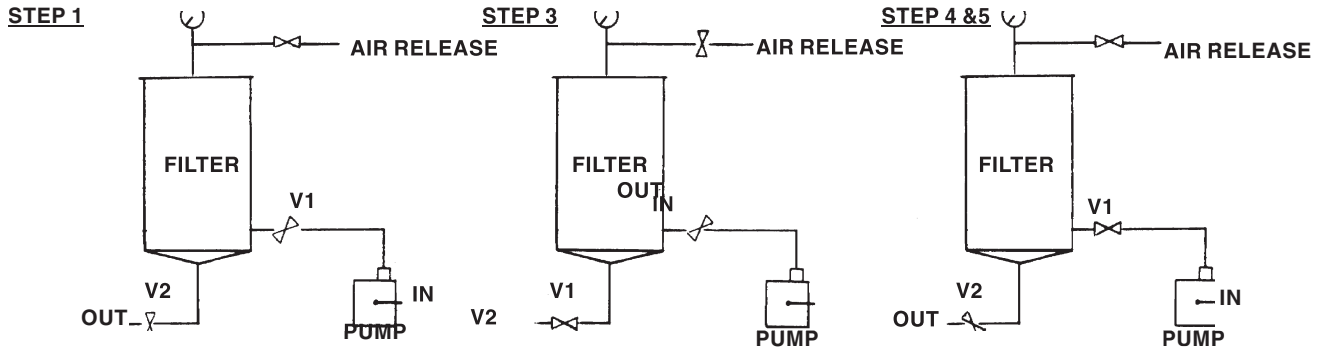 STEP 1
AIR RELEASE
FILTER
V1
V2
OUT
IN
PUMP
STEP 3
AIR RELEASE
FILTER
OUT
IN
V1
V2
PUMP
STEP 4 &5
AIR RELEASE
FILTER
V1
V2
OUT
IN
PUMP